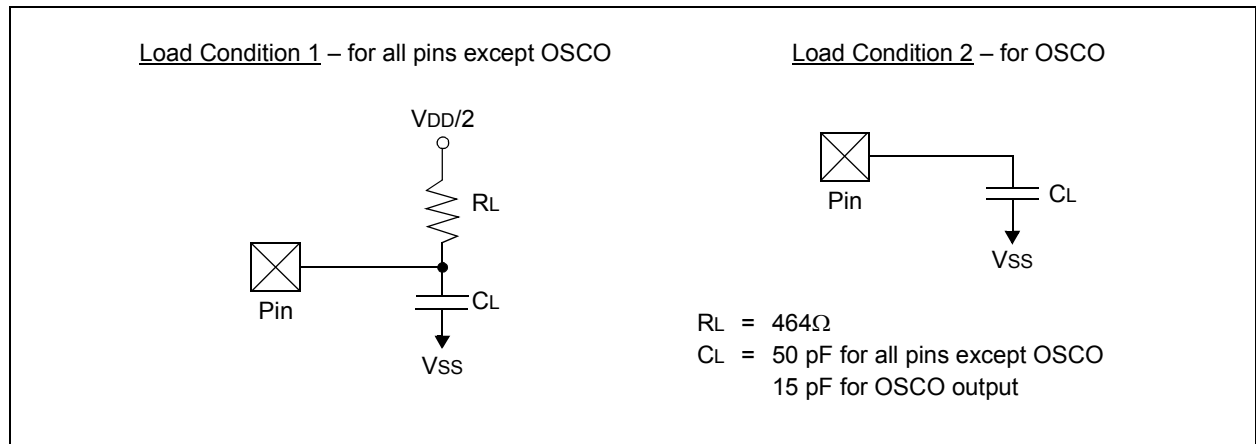 Load Condition 1 – for all pins except OSCO
VDD/2
RL
Pin
CL
VSS
Load Condition 2 – for OSCO
Pin
CL
VSS
RL = 464Ω
CL = 50 pF for all pins except OSCO
15 pF for OSCO output